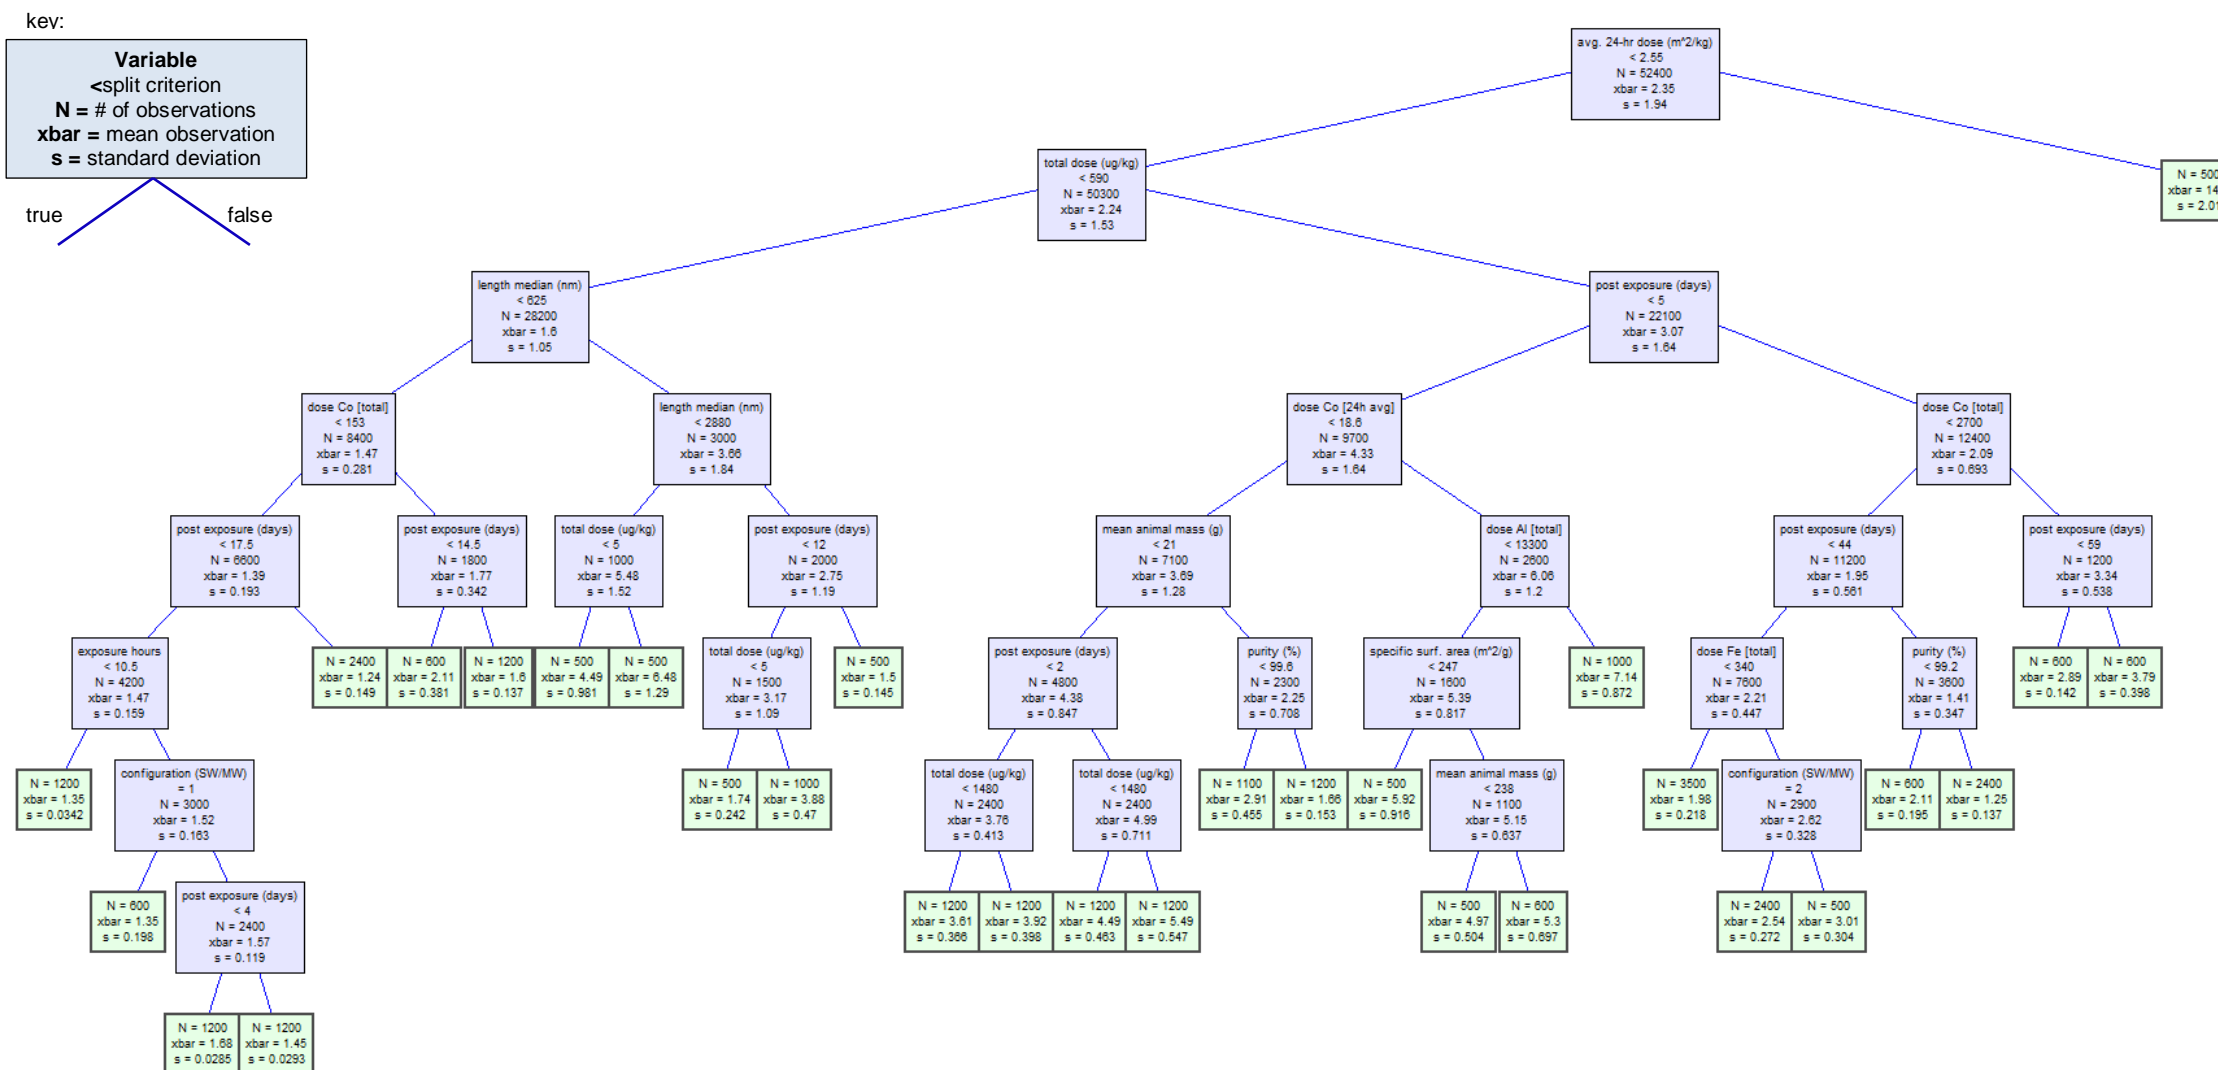 key:
Variable
<split criterion
N = # of observations
xbar = mean observation
s = standard deviation
true
false
avg. 24-hr dose (m^2/kg)
< 2.55
N = 52400
xbar = 2.35
s = 1.94
total dose (ug/kg)
< 590
N = 50300
xbar = 2.24
s = 1.53
N = 500
xbar = 14
s = 2.01
length median (nm)
< 625
N = 28200
xbar = 1.6
s = 1.05
post exposure (days)
< 5
N = 22100
xbar = 3.07
s = 1.64
dose Co [total]
< 153
N = 8400
xbar = 1.47
s = 0.281
length median (nm)
< 2880
N = 3000
xbar = 3.66
s = 1.84
dose Co [24h avg]
< 18.6
N = 9700
xbar = 4.33
s = 1.64
dose Co [total]
< 2700
N = 12400
xbar = 2.09
s = 0.693
post exposure (days)
< 17.5
N = 6600
xbar = 1.39
s = 0.193
post exposure (days)
< 14.5
N = 1800
xbar = 1.77
s = 0.342
total dose (ug/kg)
< 5
N = 1000
xbar = 5.48
s = 1.52
post exposure (days)
< 12
N = 2000
xbar = 2.75
s = 1.19
mean animal mass (g)
< 21
N = 7100
xbar = 3.69
s = 1.28
dose Al [total]
< 13300
N = 2600
xbar = 6.06
s = 1.2
post exposure (days)
< 44
N = 11200
xbar = 1.95
s = 0.561
post exposure (days)
< 59
N = 1200
xbar = 3.34
s = 0.538
exposure hours
< 10.5
N = 4200
xbar = 1.47
s = 0.159
N = 2400
xbar = 1.24
s = 0.149
N = 600
xbar = 2.11
s = 0.381
N = 1200
xbar = 1.6
s = 0.137
N = 500
xbar = 4.49
s = 0.981
N = 500
xbar = 6.48
s = 1.29
total dose (ug/kg)
< 5
N = 1500
xbar = 3.17
s = 1.09
N = 500
xbar = 1.5
s = 0.145
post exposure (days)
< 2
N = 4800
xbar = 4.38
s = 0.847
purity (%)
< 99.6
N = 2300
xbar = 2.25
s = 0.708
specific surf. area (m^2/g)
< 247
N = 1600
xbar = 5.39
s = 0.817
N = 1000
xbar = 7.14
s = 0.872
dose Fe [total]
< 340
N = 7600
xbar = 2.21
s = 0.447
purity (%)
< 99.2
N = 3600
xbar = 1.41
s = 0.347
N = 600
xbar = 2.89
s = 0.142
N = 600
xbar = 3.79
s = 0.398
N = 1200
xbar = 1.35
s = 0.0342
configuration (SW/MW)
= 1
N = 3000
xbar = 1.52
s = 0.163
N = 500
xbar = 1.74
s = 0.242
N = 1000
xbar = 3.88
s = 0.47
total dose (ug/kg)
< 1480
N = 2400
xbar = 3.76
s = 0.413
total dose (ug/kg)
< 1480
N = 2400
xbar = 4.99
s = 0.711
N = 1100
xbar = 2.91
s = 0.455
N = 1200
xbar = 1.66
s = 0.153
N = 500
xbar = 5.92
s = 0.916
mean animal mass (g)
< 238
N = 1100
xbar = 5.15
s = 0.637
N = 3500
xbar = 1.98
s = 0.218
configuration (SW/MW)
= 2
N = 2900
xbar = 2.62
s = 0.328
N = 600
xbar = 2.11
s = 0.195
N = 2400
xbar = 1.25
s = 0.137
N = 600
xbar = 1.35
s = 0.198
post exposure (days)
< 4
N = 2400
xbar = 1.57
s = 0.119
N = 1200
xbar = 3.61
s = 0.366
N = 1200
xbar = 3.92
s = 0.398
N = 1200
xbar = 4.49
s = 0.463
N = 1200
xbar = 5.49
s = 0.547
N = 500
xbar = 4.97
s = 0.504
N = 600
xbar = 5.3
s = 0.697
N = 2400
xbar = 2.54
s = 0.272
N = 500
xbar = 3.01
s = 0.304
N = 1200
xbar = 1.68
s = 0.0285
N = 1200
xbar = 1.45
s = 0.0293